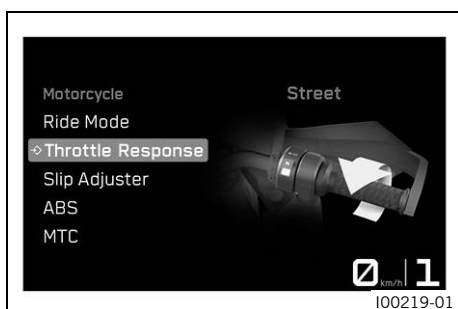 Motorcycle
Street
Ride Mode
Throttle Response
Slip Adjuster
ABS
MTC
0 km/h 1
I00219-01